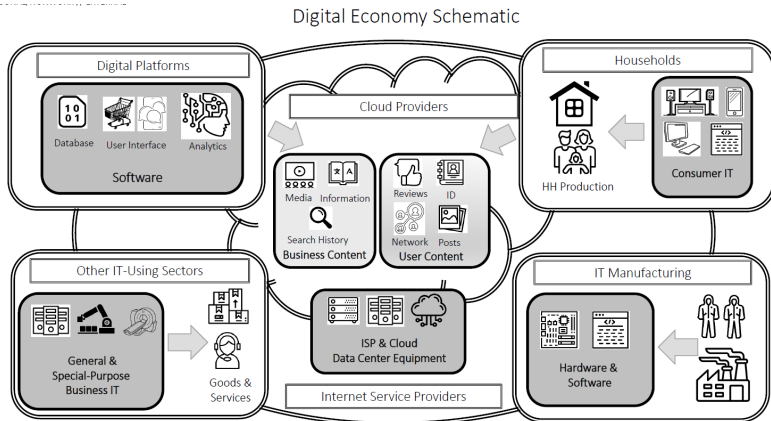 Digital Economy Schematic
Digital Platforms
10
01
Database
User Interface
Analytics
Software
Cloud Providers
Media
Information
Search History
Business Content
Reviews
ID
Network
Posts
User Content
Households
HH Production
Consumer IT
Other IT-Using Sectors
General &
Special-Purpose
Business IT
Goods &
Services
ISP & Cloud
Data Center Equipment
Internet Service Providers
IT Manufacturing
Hardware &
Software